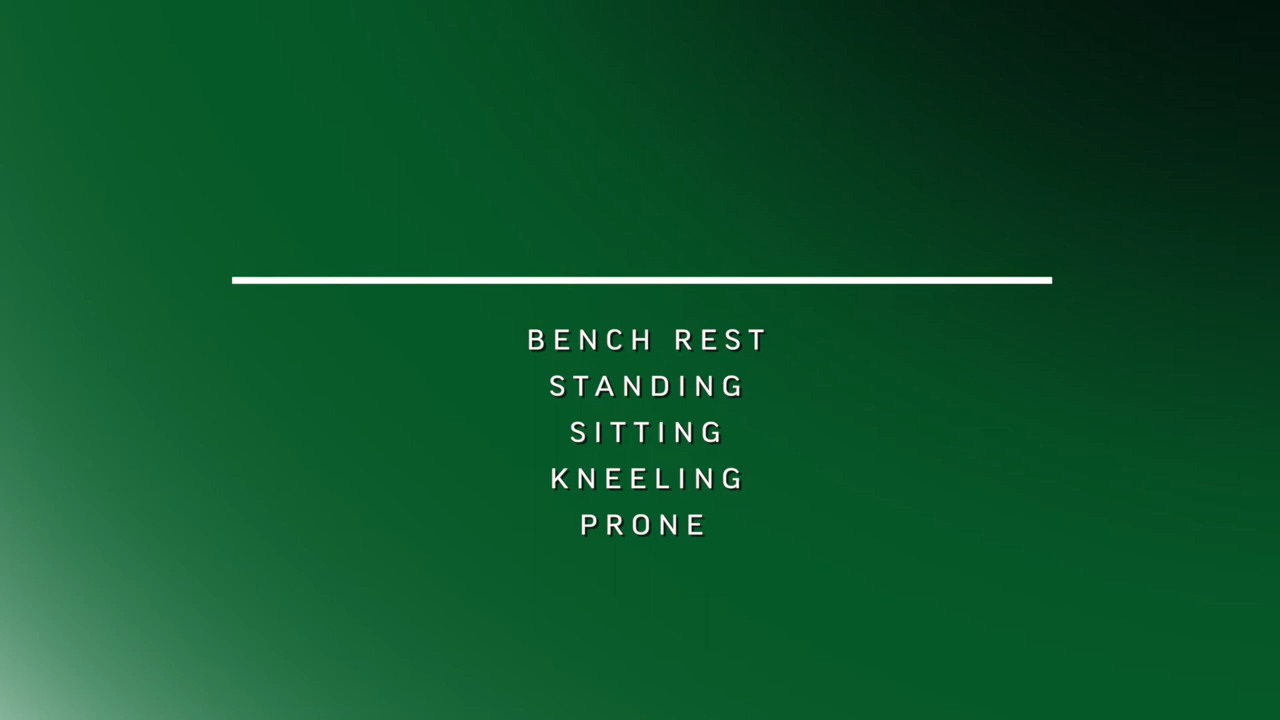 BENCH REST
STANDING
SITTING
KNEELING
PRONE